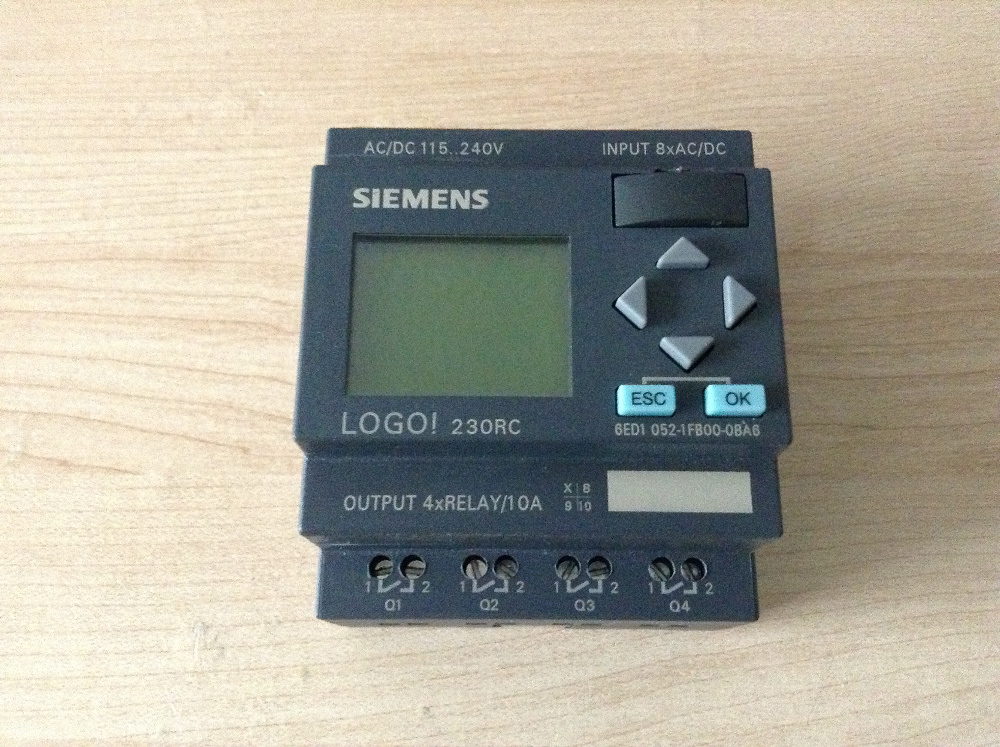 AC/DC 115..240V INPUT 8xAC/DC
SIEMENS
ESC OK
LOGO! 230RC
6ED1 052-1FB00-0BA6
OUTPUT 4xRELAY/10A
X 8
9 10
1 2 1 2 1 2 1 2
Q1 Q2 Q3 Q4